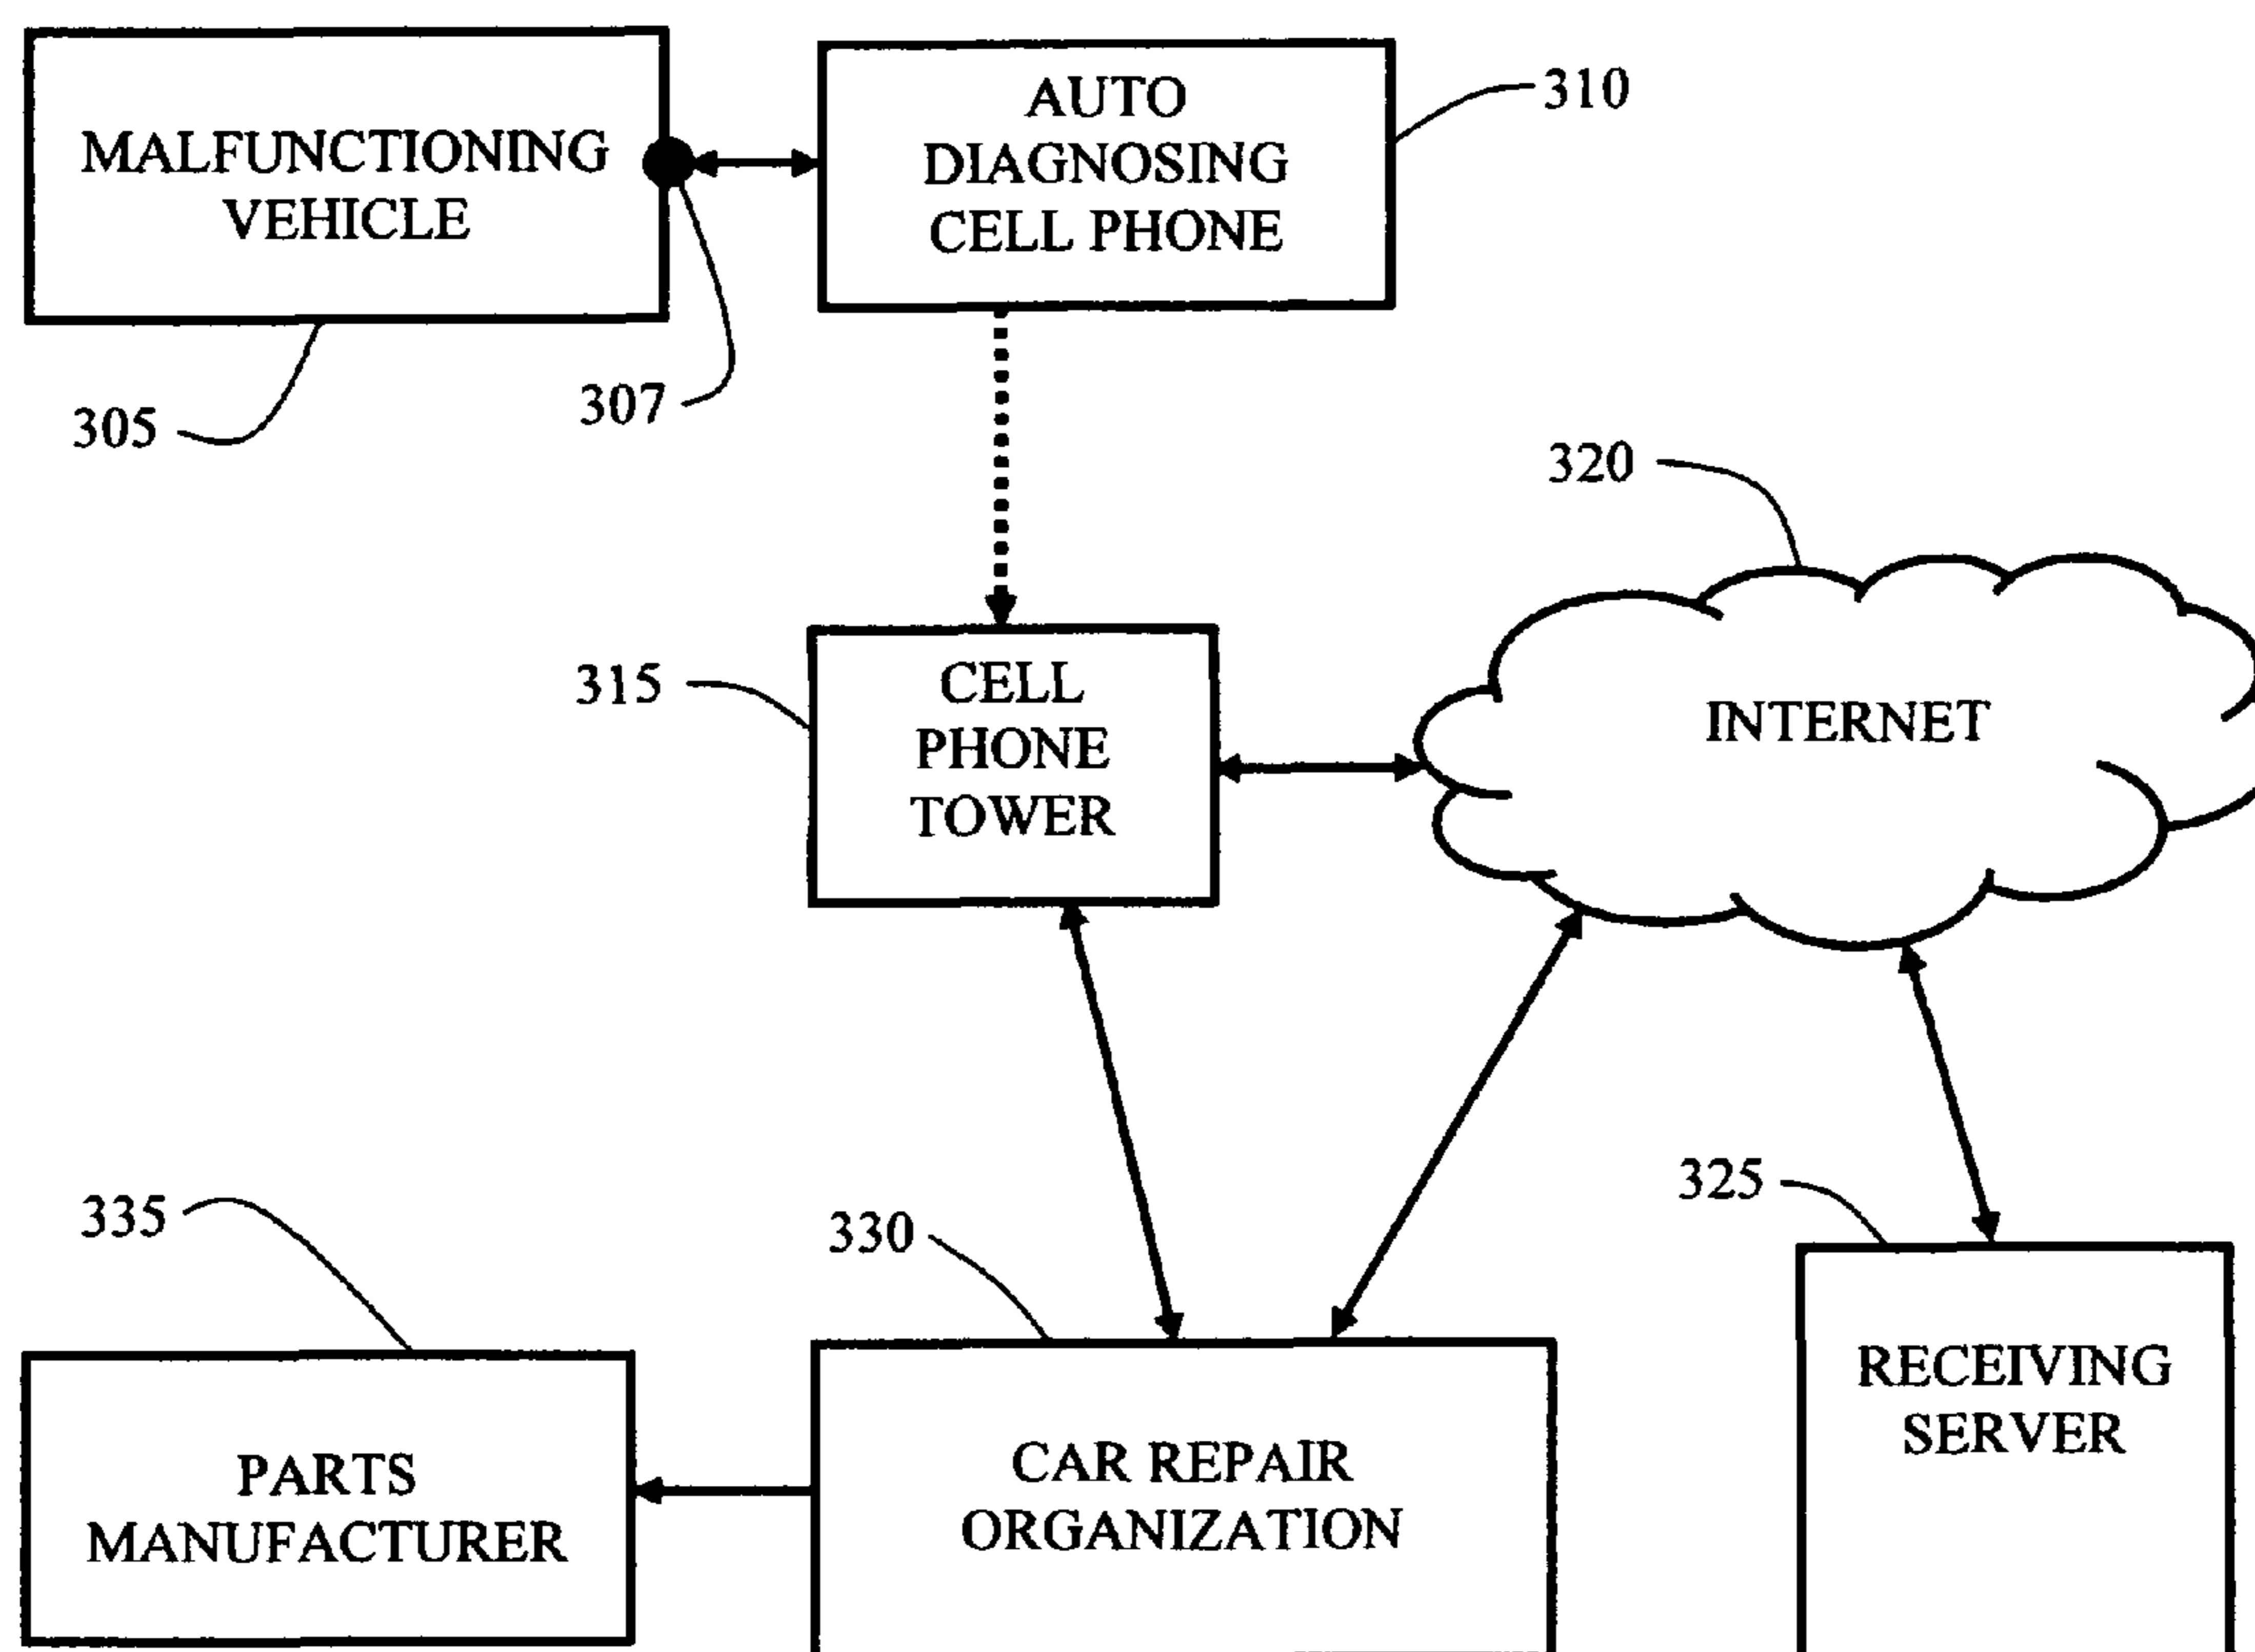 MALFUNCTIONING
VEHICLE
AUTO
DIAGNOSING
CELL PHONE
310
305
307
320
315
CELL
PHONE
TOWER
INTERNET
335
330
325
PARTS
MANUFACTURER
CAR REPAIR
ORGANIZATION
RECEIVING
SERVER